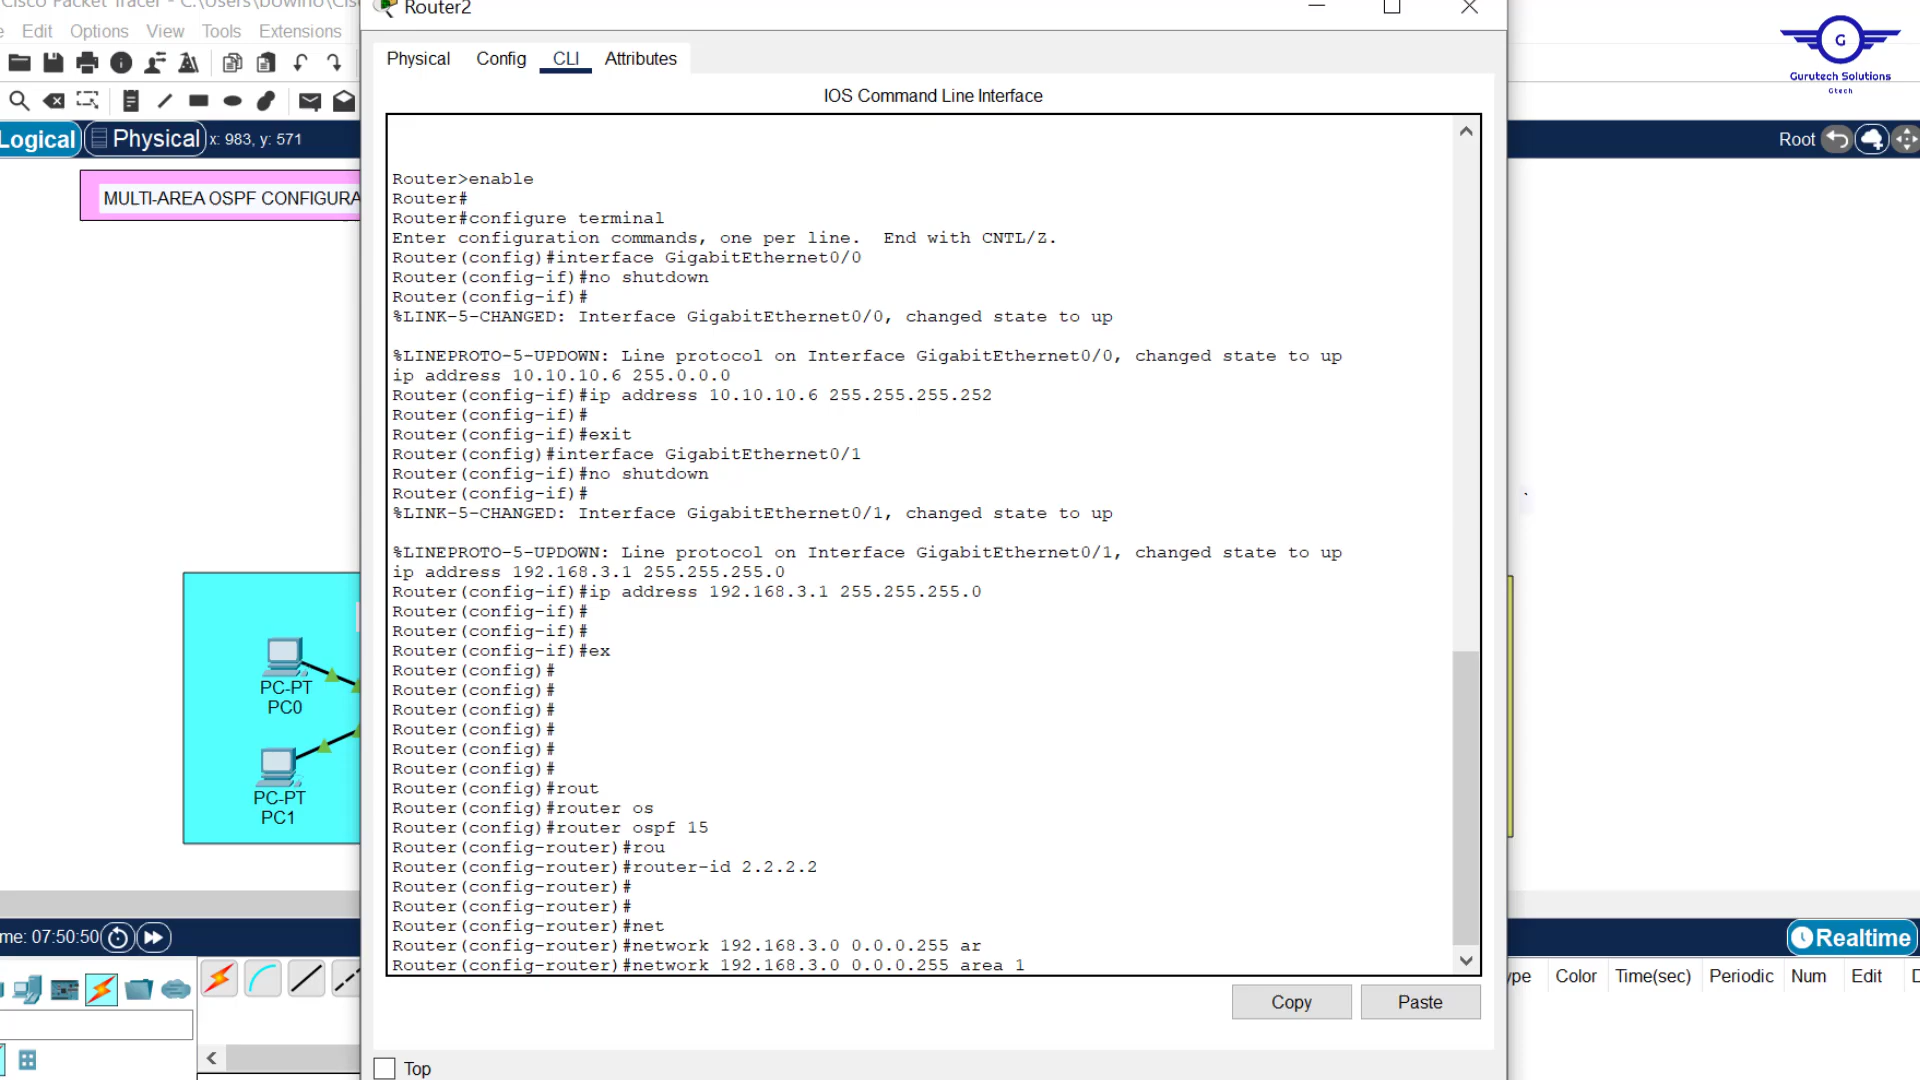 Cisco Packet Tracer - C:\Users\bowino\Cis
Router2
e Edit Options View Tools Extensions
Physical Config CLI Attributes
G
Gurutech Solutions
Gtech
IOS Command Line Interface
Logical Physical x: 983, y: 571
Root
MULTI-AREA OSPF CONFIGURA
Router>enable
Router#
Router#configure terminal
Enter configuration commands, one per line.  End with CNTL/Z.
Router(config)#interface GigabitEthernet0/0
Router(config-if)#no shutdown
Router(config-if)#
%LINK-5-CHANGED: Interface GigabitEthernet0/0, changed state to up
%LINEPROTO-5-UPDOWN: Line protocol on Interface GigabitEthernet0/0, changed state to up
ip address 10.10.10.6 255.0.0.0
Router(config-if)#ip address 10.10.10.6 255.255.255.252
Router(config-if)#
Router(config-if)#exit
Router(config)#interface GigabitEthernet0/1
Router(config-if)#no shutdown
Router(config-if)#
%LINK-5-CHANGED: Interface GigabitEthernet0/1, changed state to up
%LINEPROTO-5-UPDOWN: Line protocol on Interface GigabitEthernet0/1, changed state to up
ip address 192.168.3.1 255.255.255.0
Router(config-if)#ip address 192.168.3.1 255.255.255.0
Router(config-if)#
Router(config-if)#
Router(config-if)#ex
Router(config)#
Router(config)#
Router(config)#
Router(config)#
Router(config)#
Router(config)#
Router(config)#rout
Router(config)#router os
Router(config)#router ospf 15
Router(config-router)#rou
Router(config-router)#router-id 2.2.2.2
Router(config-router)#
Router(config-router)#
Router(config-router)#net
Router(config-router)#network 192.168.3.0 0.0.0.255 ar
Router(config-router)#network 192.168.3.0 0.0.0.255 area 1
PC-PT
PC0
PC-PT
PC1
me: 07:50:50
Realtime
ype Color Time(sec) Periodic Num Edit D
Copy Paste
Top